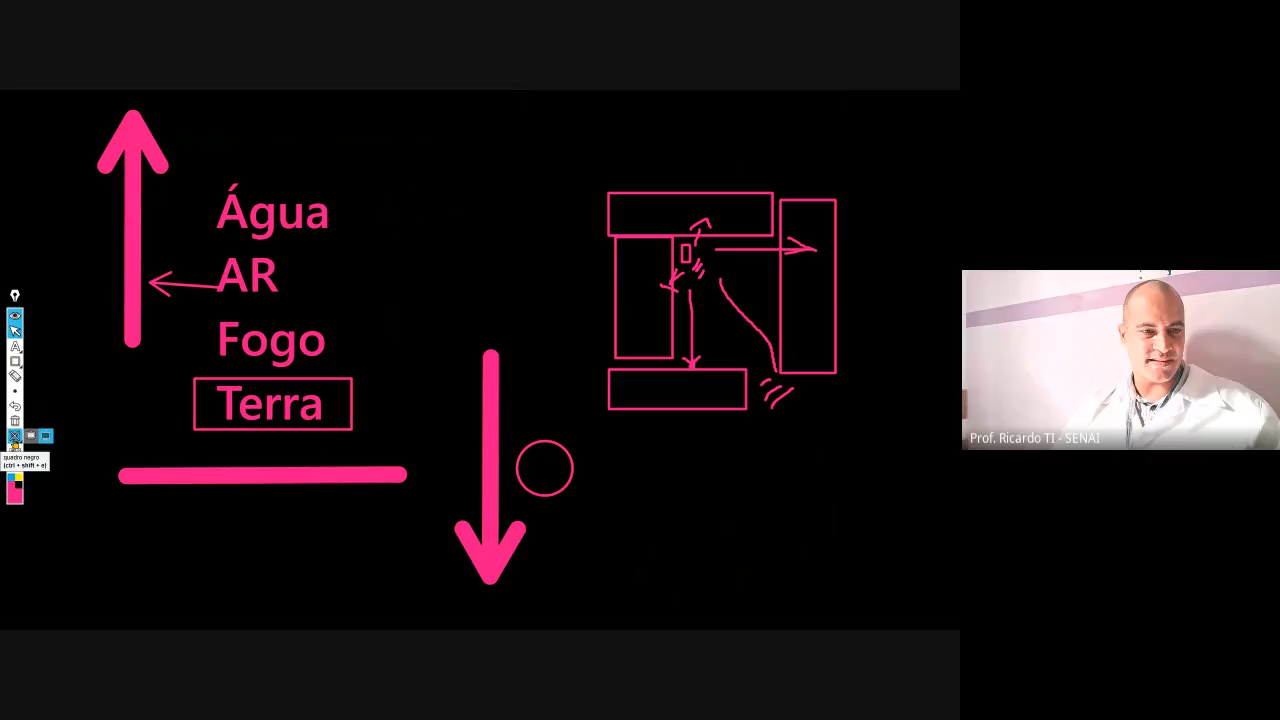 Água
AR
Fogo
Terra
quadro negro
(ctrl + shift + e)
A
Prof. Ricardo TI - SENAI